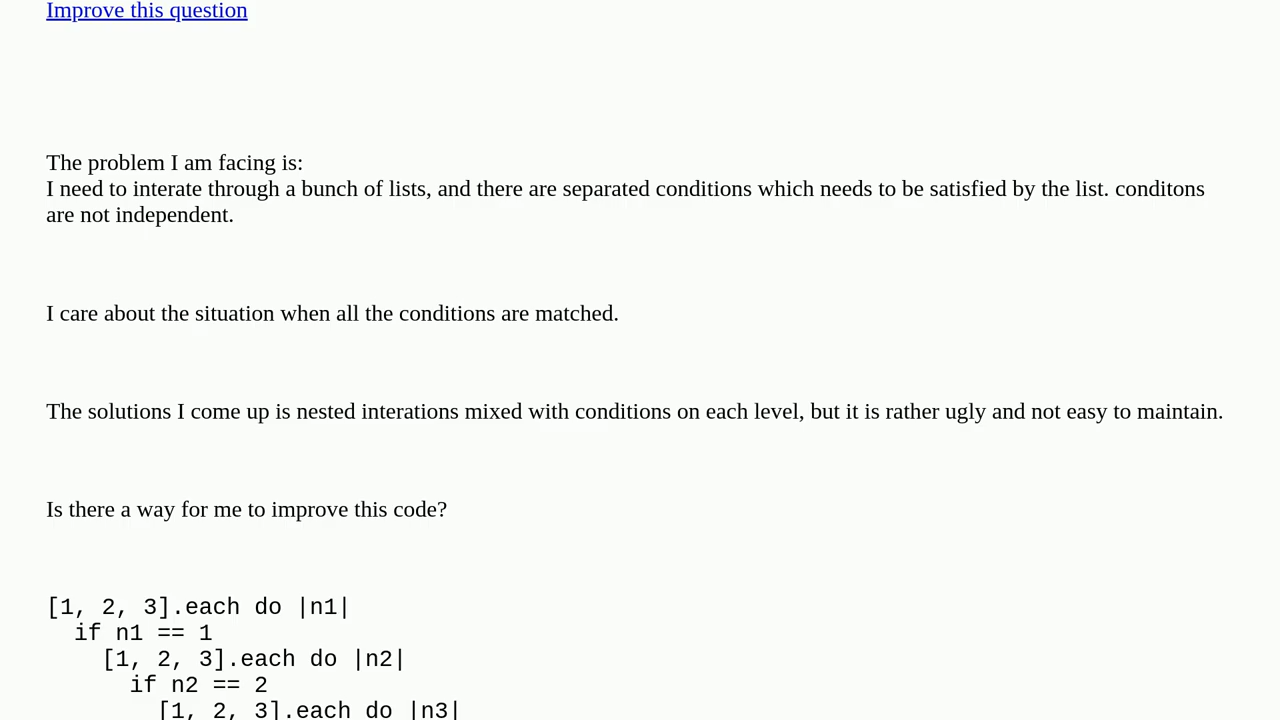 Improve this question
The problem I am facing is:
I need to interate through a bunch of lists, and there are separated conditions which needs to be satisfied by the list. conditons
are not independent.
I care about the situation when all the conditions are matched.
The solutions I come up is nested interations mixed with conditions on each level, but it is rather ugly and not easy to maintain.
Is there a way for me to improve this code?
[1, 2, 3].each do |n1|
  if n1 == 1
    [1, 2, 3].each do |n2|
      if n2 == 2
        [1, 2, 3].each do |n3|